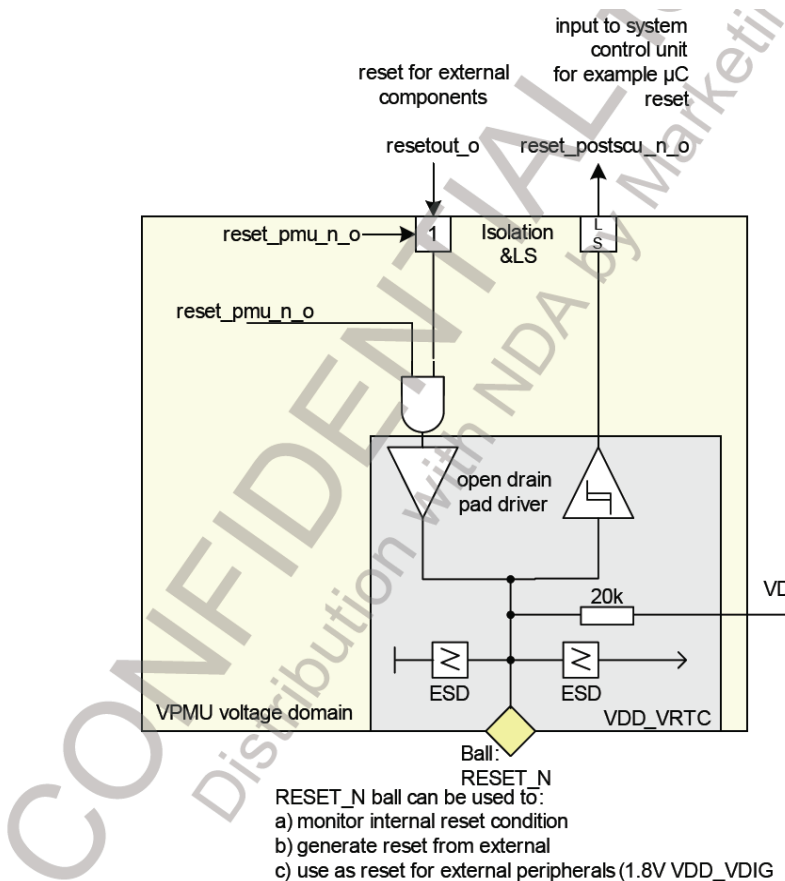 input to system
control unit
for example µC
reset
reset for external
components
resetout_o
reset_postscu_n_o
reset_pmu_n_o
1
Isolation
&LS
L
S
reset_pmu_n_o
open drain
pad driver
20k
ESD
ESD
VPMU voltage domain
VDD_VRTC
Ball:
RESET_N
RESET_N ball can be used to:
a) monitor internal reset condition
b) generate reset from external
c) use as reset for external peripherals (1.8V VDD_VDIG
CONFIDENTIAL
Distribution with NDA by